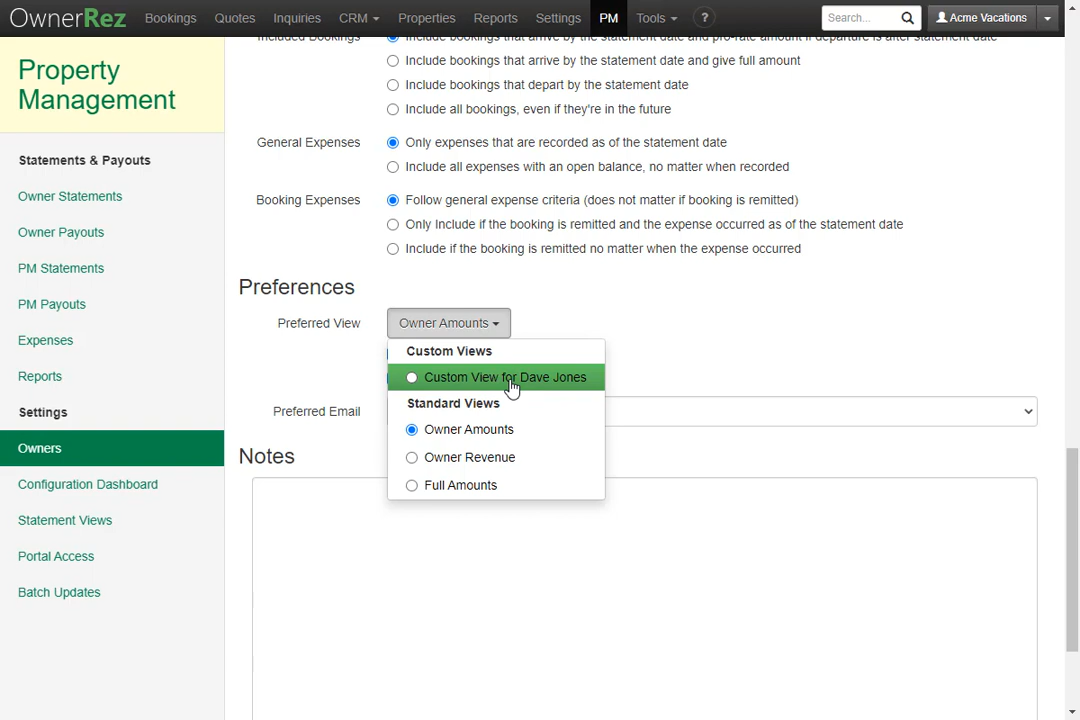 OwnerRez Bookings Quotes Inquiries CRM Properties Reports Settings PM Tools ? Search... Acme Vacations
Property
Management
Statements & Payouts
Owner Statements
Owner Payouts
PM Statements
PM Payouts
Expenses
Reports
Settings
Owners
Configuration Dashboard
Statement Views
Portal Access
Batch Updates
Included Bookings Include bookings that arrive by the statement date and pro-rate amount if departure is after statement date
Include bookings that arrive by the statement date and give full amount
Include bookings that depart by the statement date
Include all bookings, even if they're in the future
General Expenses Only expenses that are recorded as of the statement date
Include all expenses with an open balance, no matter when recorded
Booking Expenses Follow general expense criteria (does not matter if booking is remitted)
Only Include if the booking is remitted and the expense occurred as of the statement date
Include if the booking is remitted no matter when the expense occurred
Preferences
Preferred View Owner Amounts
Custom Views
Custom View for Dave Jones
Standard Views
Owner Amounts
Owner Revenue
Full Amounts
Preferred Email
Notes